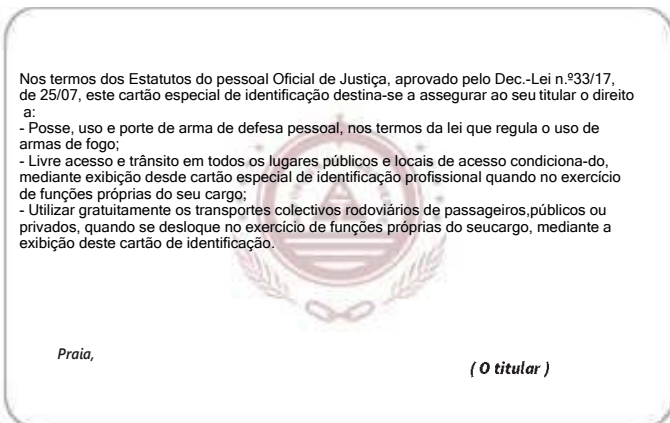 Nos termos dos Estatutos do pessoal Oficial de Justiça, aprovado pelo Dec.-Lei n.º33/17,
de 25/07, este cartão especial de identificação destina-se a assegurar ao seu titular o direito
a:
- Posse, uso e porte de arma de defesa pessoal, nos termos da lei que regula o uso de
armas de fogo;
- Livre acesso e trânsito em todos os lugares públicos e locais de acesso condiciona-do,
mediante exibição desde cartão especial de identificação profissional quando no exercício
de funções próprias do seu cargo;
- Utilizar gratuitamente os transportes colectivos rodoviários de passageiros,públicos ou
privados, quando se desloque no exercício de funções próprias do seucargo, mediante a
exibição deste cartão de identificação.
Praia,
( O titular )